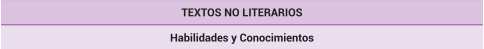 TEXTOS NO LITERARIOS
Habilidades y Conocimientos